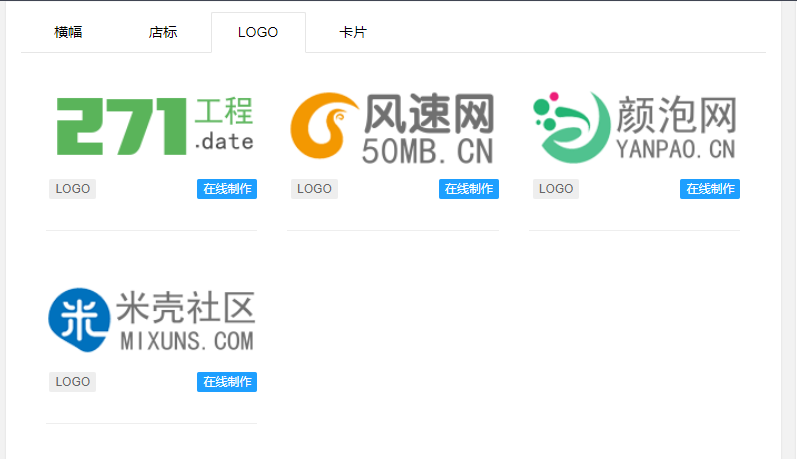 横幅 店标 LOGO 卡片
271 工程
.date
风速网
50MB.CN
颜泡网
YANPAO.CN
LOGO 在线制作
LOGO 在线制作
LOGO 在线制作
米 米壳社区
MIXUNS.COM
LOGO 在线制作